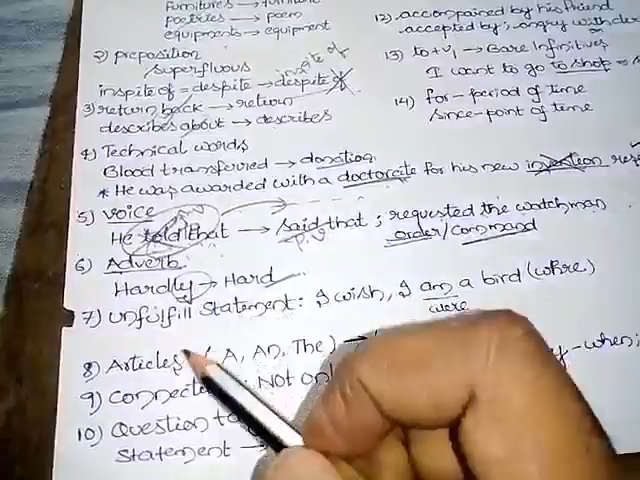 furnitures → furniture
poetries → poem
equipments → equipment
2) preposition
superfluous
inspite of
inspite of = despite → despite
3) return back → return
describes about → describes
4) Technical words
Blood transferred → donation
* He was awarded with a doctorate for his new invention
5) voice
He told that → said that ; requested the watchman
P.V order/command
6) Adverb
Hardly → Hard
7) unfulfill statement : I wish, I am a bird (where)
were
8) Articles (A, An, The) →
9) Not
10) Question
Statement →
12) accompained by his friend
accepted by ; angry with
13) to+v1 → Bare Infinitives
I want to go to shop
14) for - period of time
since - point of time
- when ;